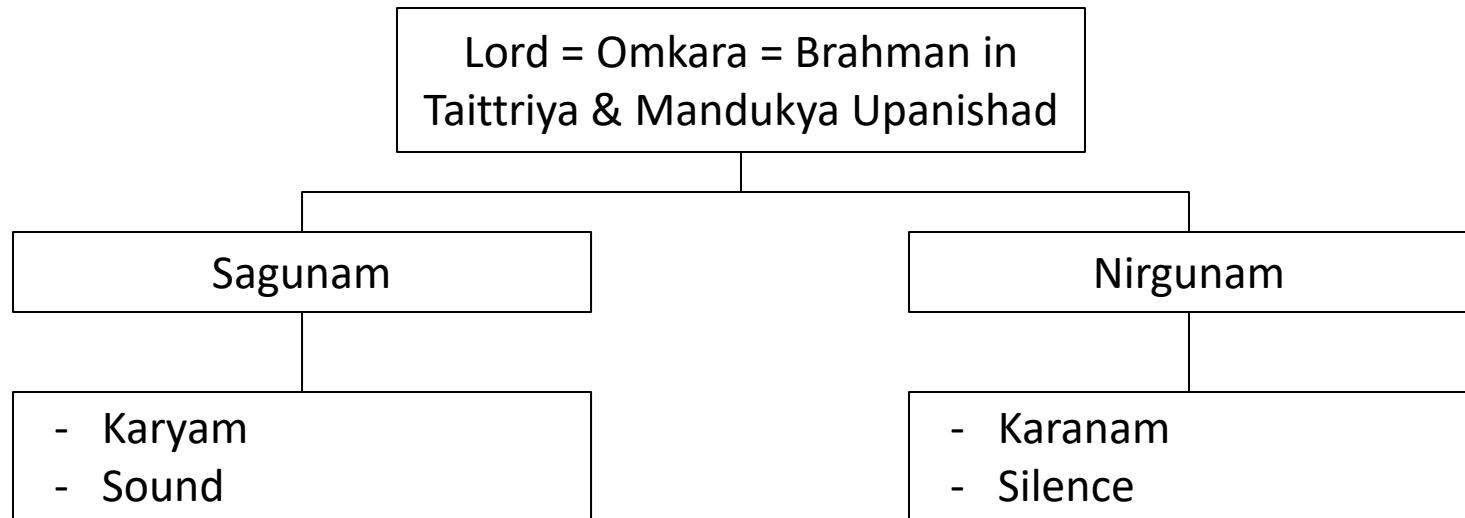 Lord = Omkara = Brahman in
Taittriya & Mandukya Upanishad
Sagunam
Nirgunam
- Karyam
- Sound
- Karanam
- Silence